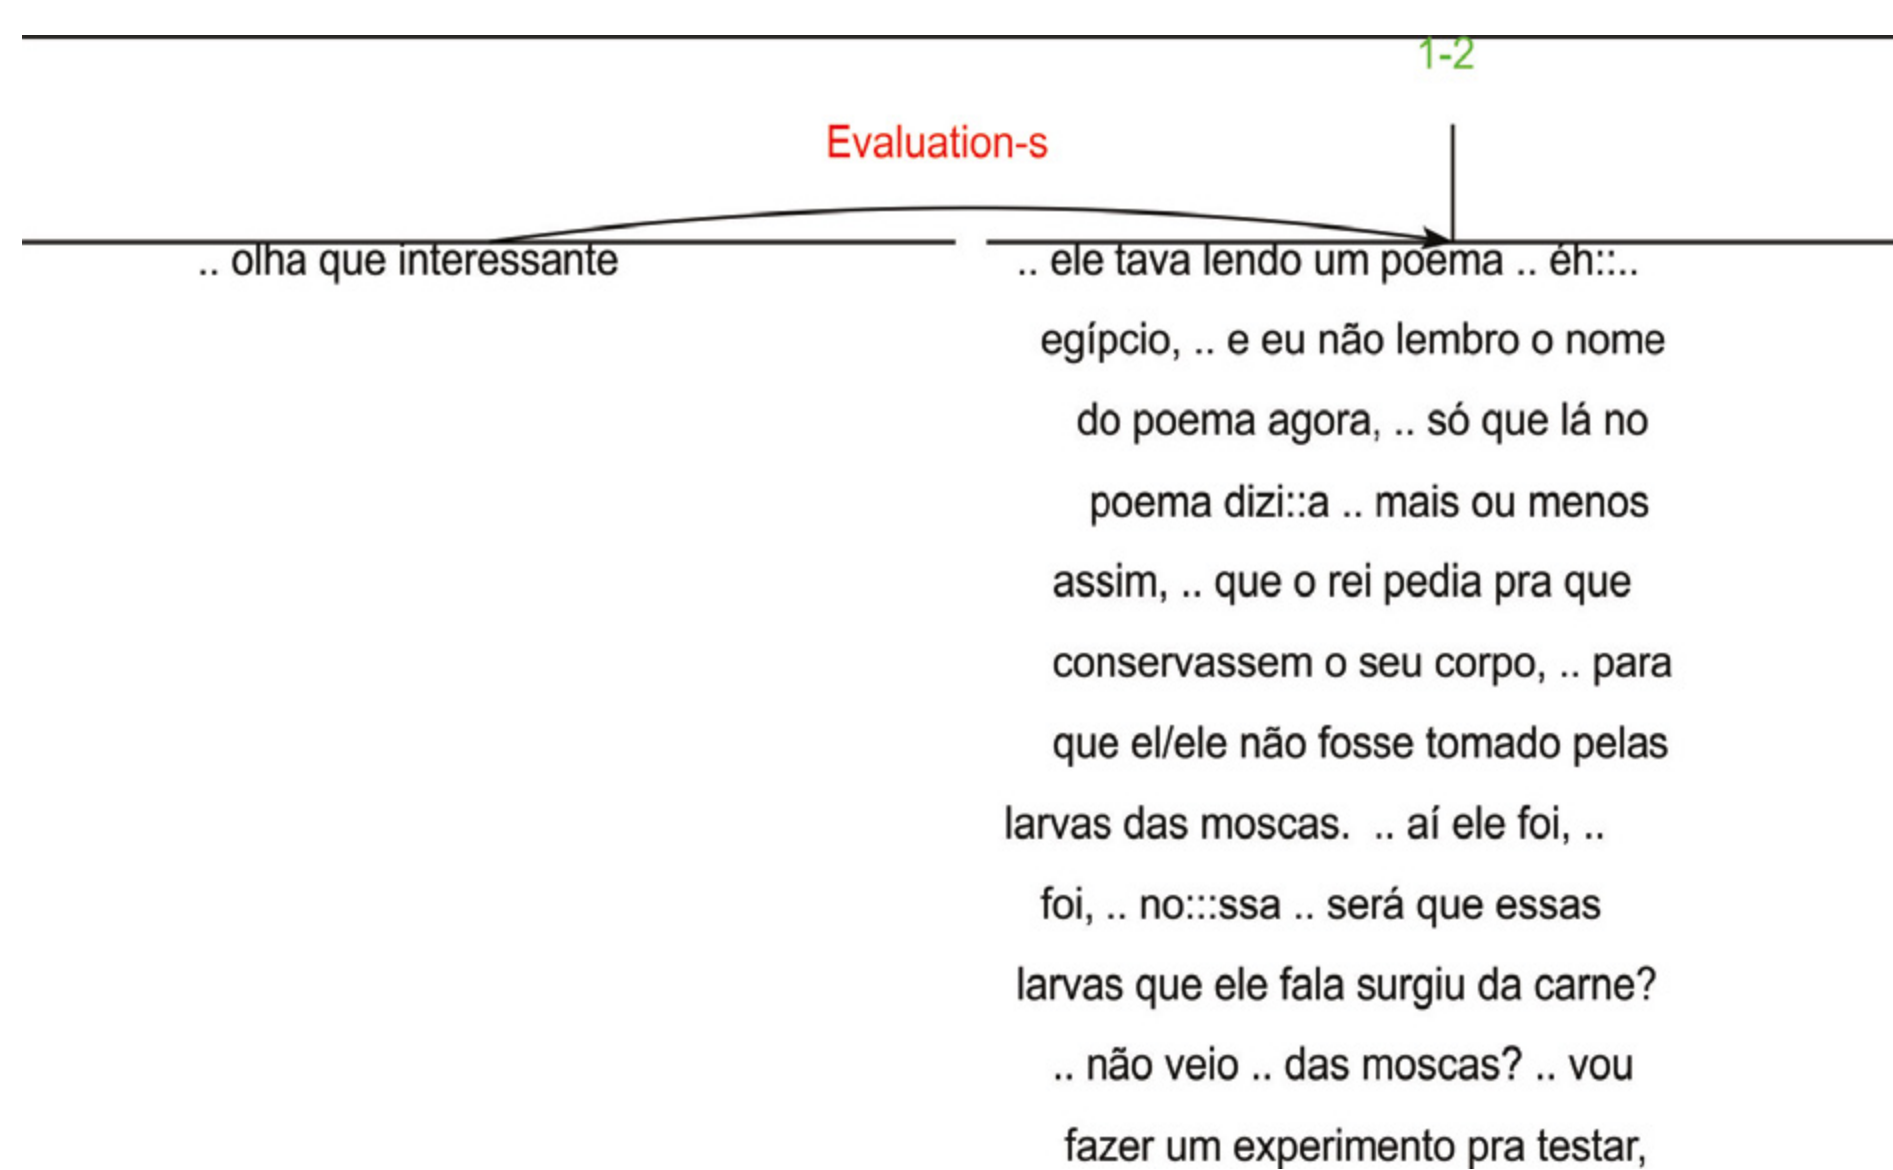 1-2
Evaluation-s
.. olha que interessante
.. ele tava lendo um poema .. éh::..
egípcio, .. e eu não lembro o nome
do poema agora, .. só que lá no
poema dizi::a .. mais ou menos
assim, .. que o rei pedia pra que
conservassem o seu corpo, .. para
que el/ele não fosse tomado pelas
larvas das moscas. .. aí ele foi, ..
foi, .. no:::ssa .. será que essas
larvas que ele fala surgiu da carne?
.. não veio .. das moscas? .. vou
fazer um experimento pra testar,